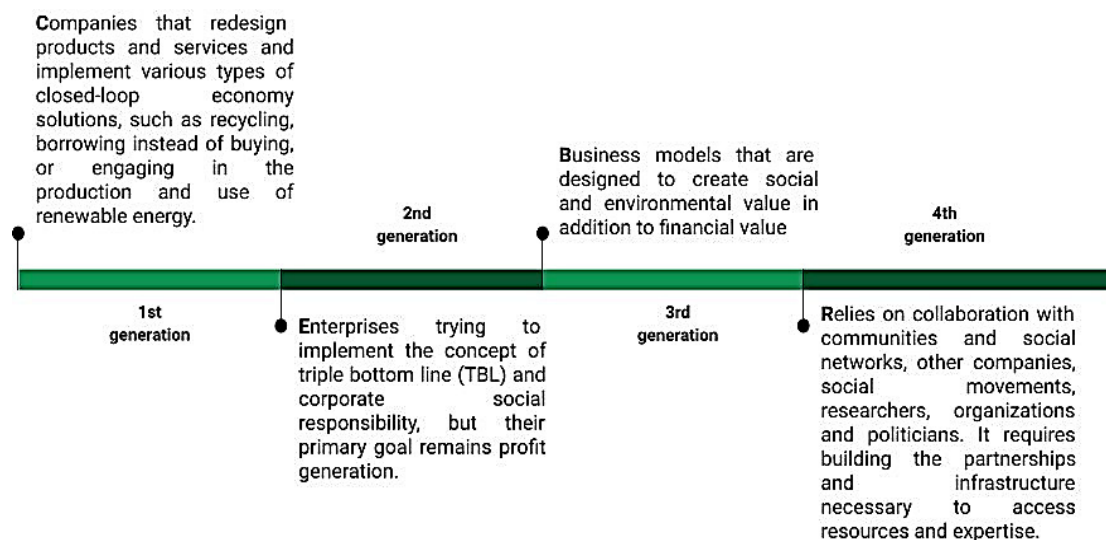 Companies that redesign
products and services and
implement various types of
closed-loop economy
solutions, such as recycling,
borrowing instead of buying,
or engaging in the
production and use of
renewable energy.
1st
generation
2nd
generation
Enterprises trying to
implement the concept of
triple bottom line (TBL) and
corporate social
responsibility, but their
primary goal remains profit
generation.
Business models that are
designed to create social
and environmental value in
addition to financial value
3rd
generation
4th
generation
Relies on collaboration with
communities and social
networks, other companies,
social movements,
researchers, organizations
and politicians. It requires
building the partnerships
and infrastructure
necessary to access
resources and expertise.